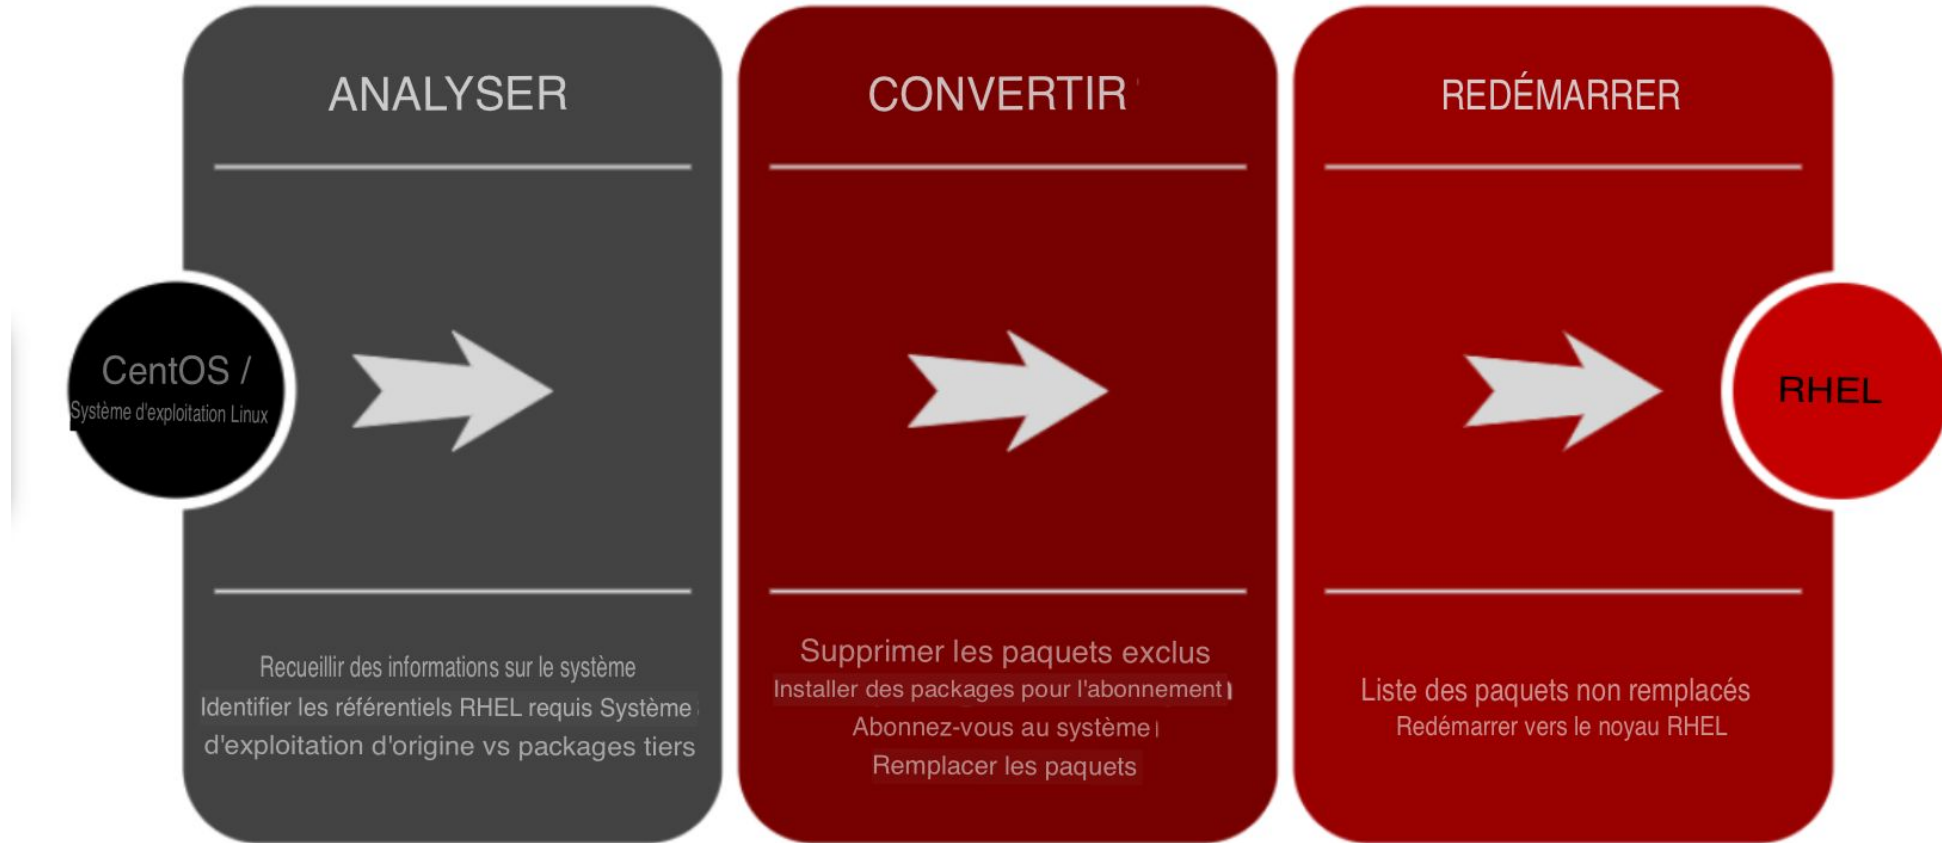 ANALYSER
CentOS /
Système d'exploitation Linux
Recueillir des informations sur le système
Identifier les référentiels RHEL requis Système
d'exploitation d'origine vs packages tiers
CONVERTIR
Supprimer les paquets exclus
Installer des packages pour l'abonnement
Abonnez-vous au système
Remplacer les paquets
REDÉMARRER
RHEL
Liste des paquets non remplacés
Redémarrer vers le noyau RHEL